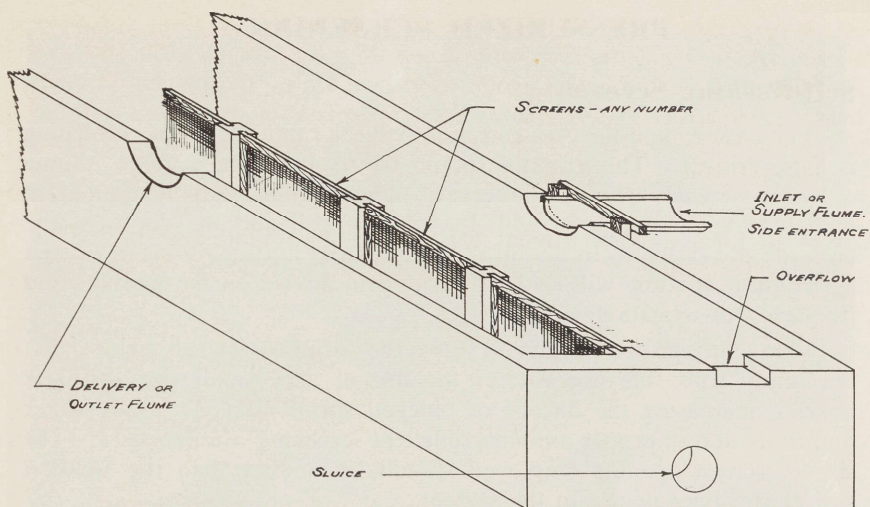 SCREENS - ANY NUMBER
INLET OR
SUPPLY FLUME.
SIDE ENTRANCE
OVERFLOW
DELIVERY OR
OUTLET FLUME
SLUICE